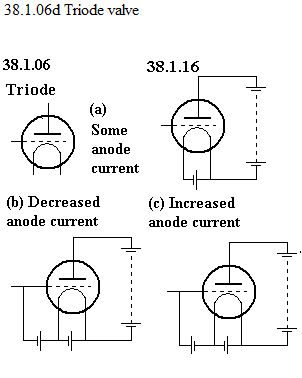 38.1.06d Triode valve
38.1.06
Triode
38.1.16
(a)
Some
anode
current
(b) Decreased
anode current
(c) Increased
anode current